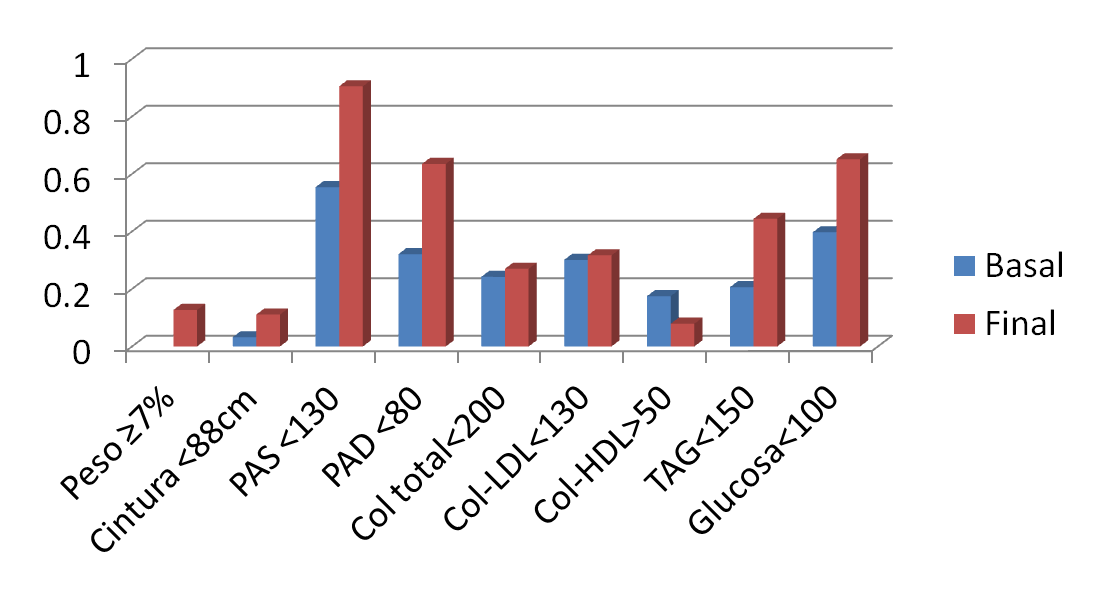 1
0.8
0.6
0.4
0.2
0
Peso ≥7%
Cintura <88cm
PAS <130
PAD <80
Col total<200
Col-LDL<130
Col-HDL>50
TAG<150
Glucosa<100
Basal
Final